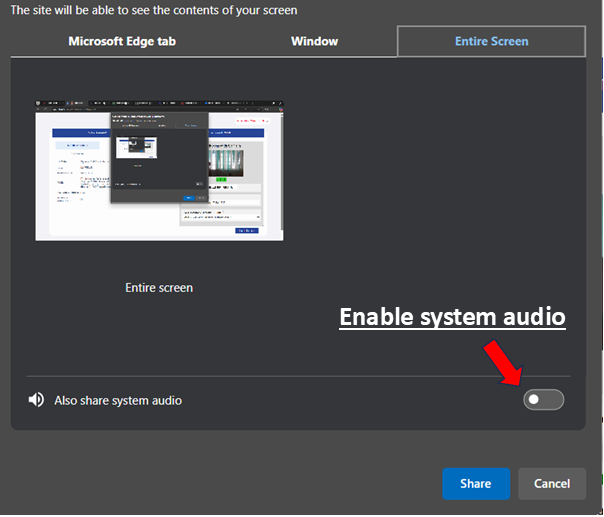 The site will be able to see the contents of your screen
Microsoft Edge tab Window Entire Screen
Entire screen
Enable system audio
Also share system audio
Share Cancel